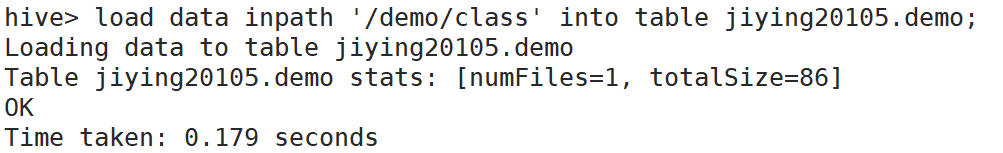 hive> load data inpath '/demo/class' into table jiying20105.demo;
Loading data to table jiying20105.demo
Table jiying20105.demo stats: [numFiles=1, totalSize=86]
OK
Time taken: 0.179 seconds